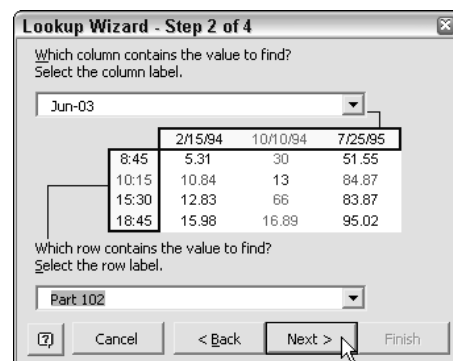 Lookup Wizard - Step 2 of 4
Which column contains the value to find?
Select the column label.
Jun-03
2/15/94 10/10/94 7/25/95
8:45 5.31 30 51.55
10:15 10.84 13 84.87
15:30 12.83 66 83.87
18:45 15.98 16.89 95.02
Which row contains the value to find?
Select the row label.
Part 102
Cancel < Back Next > Finish